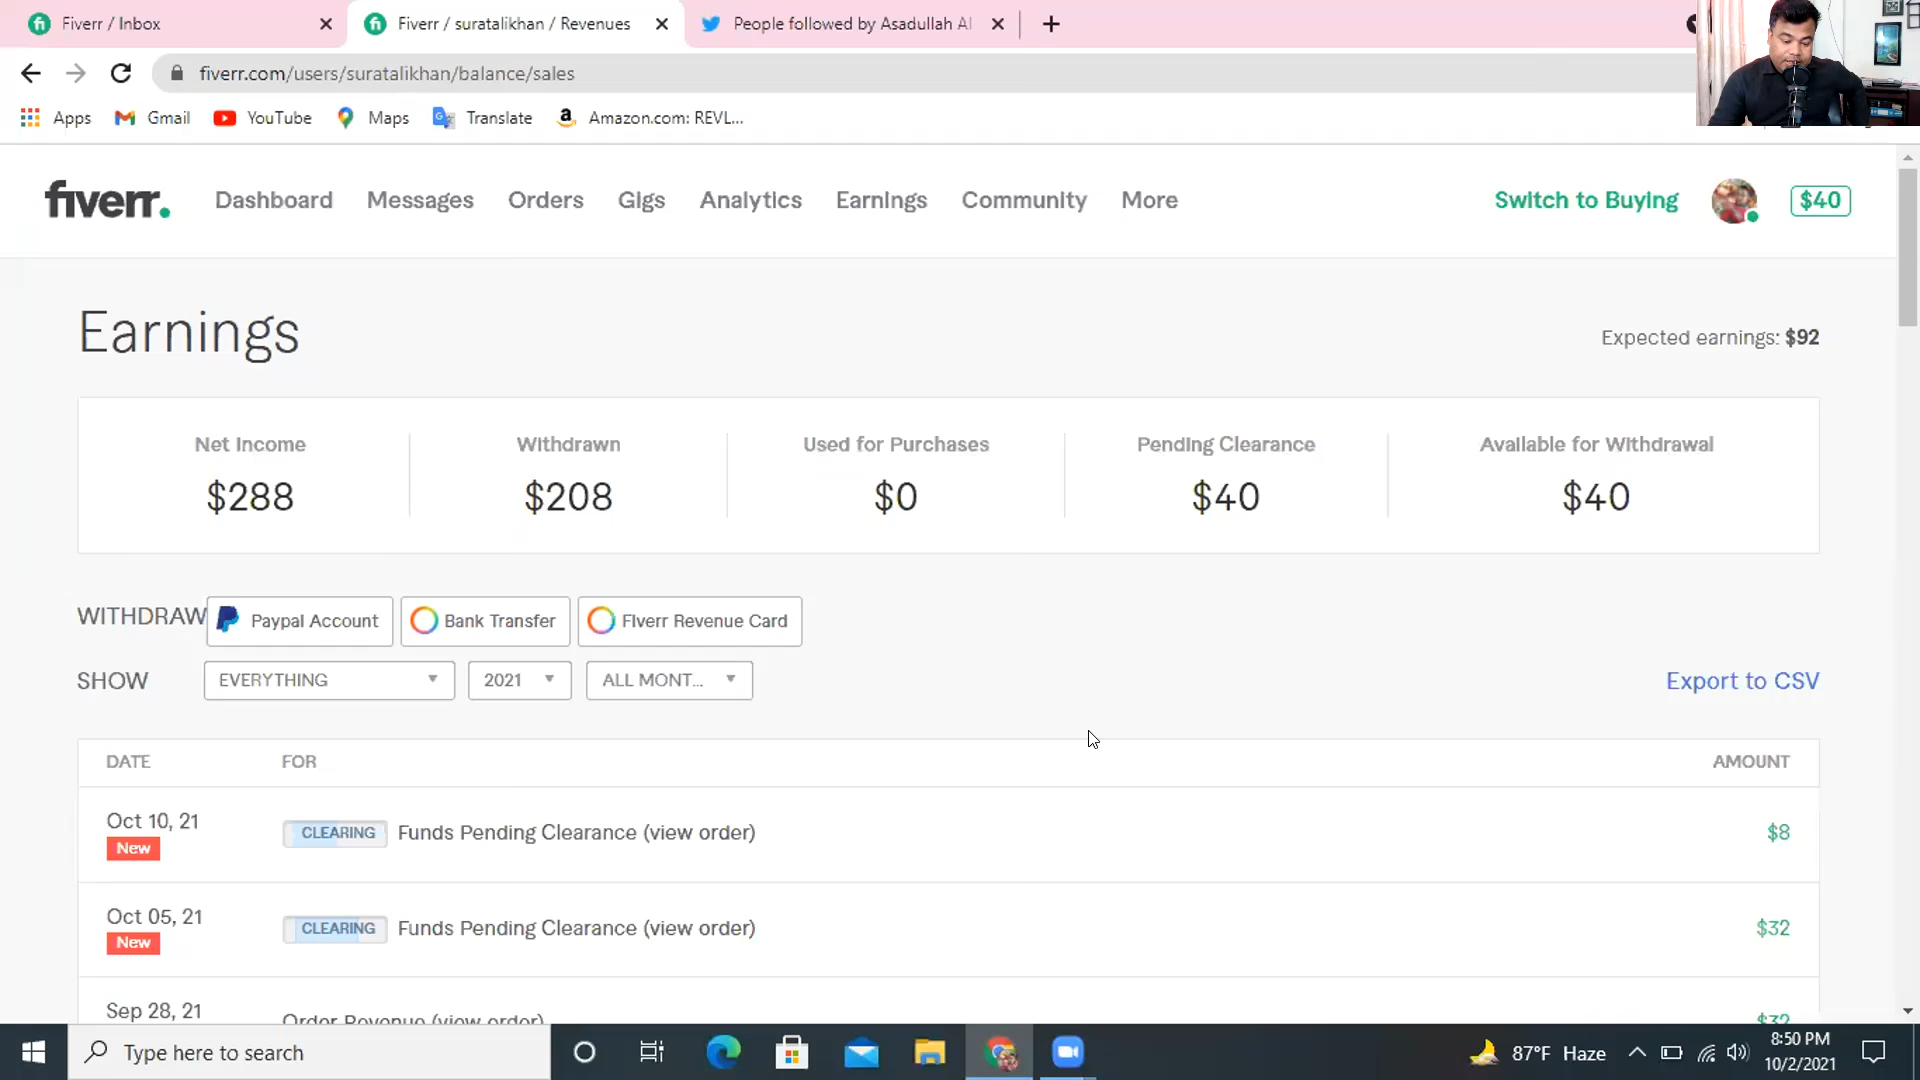 Fiverr / Inbox
Fiverr / suratalikhan / Revenues
People followed by Asadullah Al
fiverr.com/users/suratalikhan/balance/sales
Apps Gmail YouTube Maps Translate Amazon.com: REVL...
fiverr. Dashboard Messages Orders Gigs Analytics Earnings Community More Switch to Buying $40
Earnings
Expected earnings: $92
Net Income Withdrawn Used for Purchases Pending Clearance Available for Withdrawal
$288 $208 $0 $40 $40
WITHDRAW Paypal Account Bank Transfer Fiverr Revenue Card
SHOW EVERYTHING 2021 ALL MONT... Export to CSV
DATE FOR AMOUNT
Oct 10, 21
New
CLEARING Funds Pending Clearance (view order) $8
Oct 05, 21
New
CLEARING Funds Pending Clearance (view order) $32
Sep 28, 21
Order Revenue (view order) $32
Type here to search
87°F Haze
8:50 PM
10/2/2021